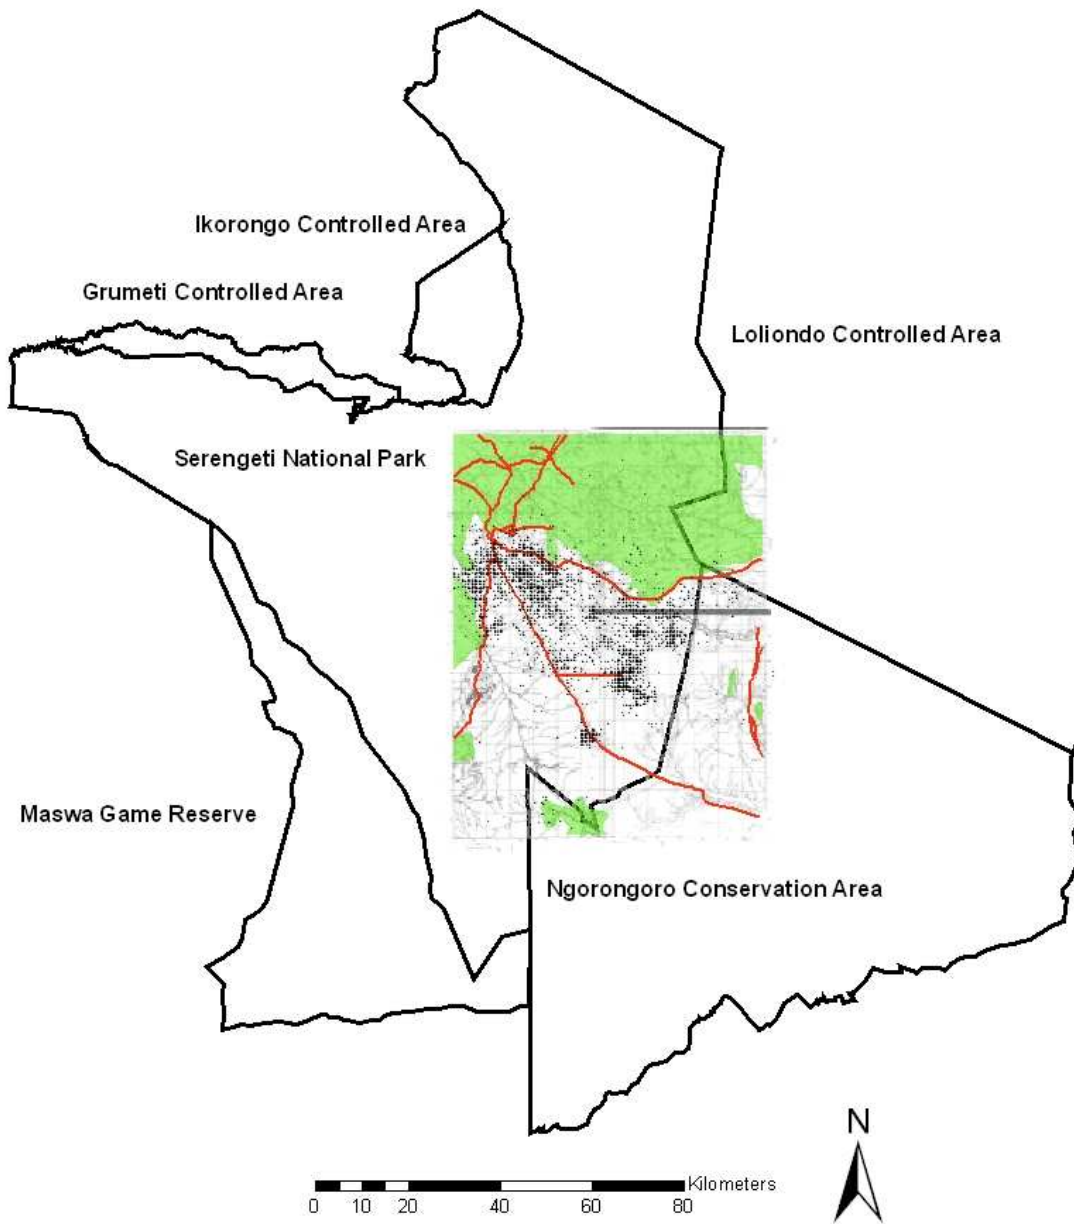 Ikorongo Controlled Area
Grumeti Controlled Area
Loliondo Controlled Area
Serengeti National Park
Maswa Game Reserve
Ngorongoro Conservation Area
N
Kilometers
0 10 20 40 60 80